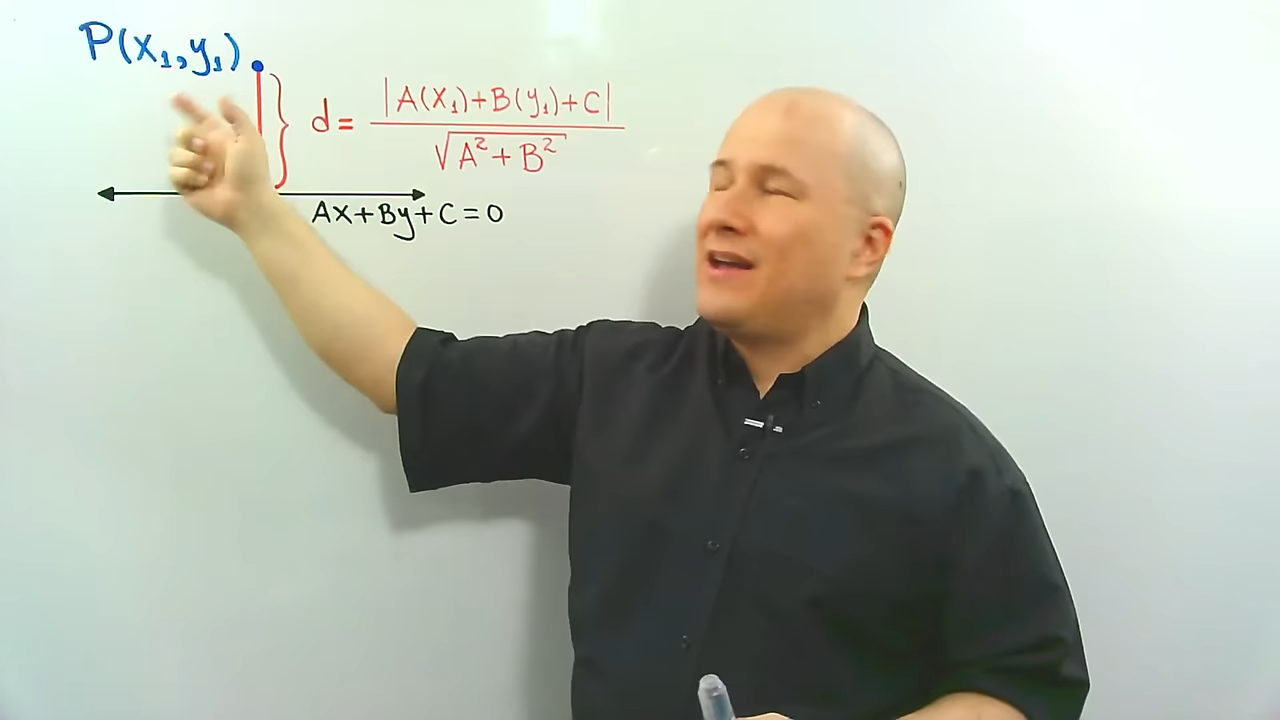 P(x₁,y₁)
d = |A(x₁)+B(y₁)+C| / √A²+B²
Ax+By+C=0